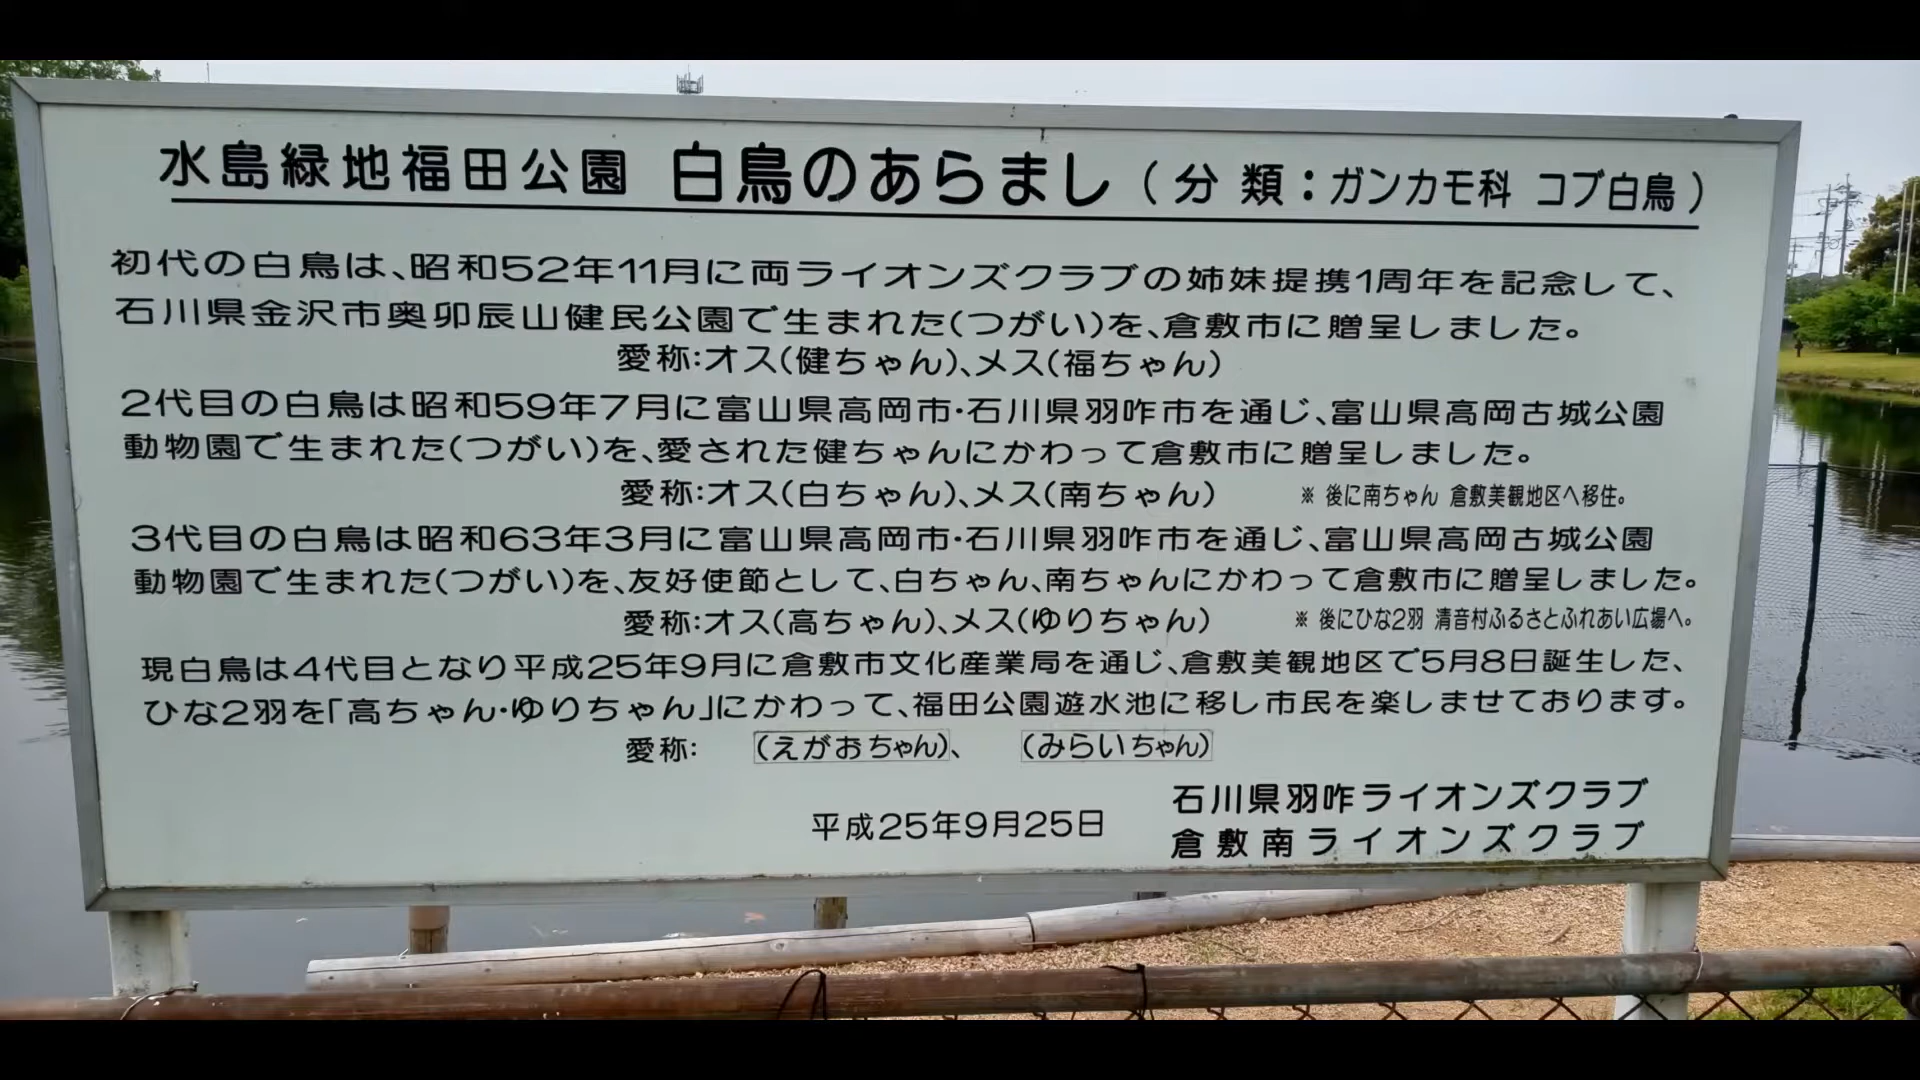 水島緑地福田公園 白鳥のあらまし（分 類：ガンカモ科 コブ白鳥）
初代の白鳥は、昭和52年11月に両ライオンズクラブの姉妹提携1周年を記念して、
石川県金沢市奥卯辰山健民公園で生まれた(つがい)を、倉敷市に贈呈しました。
愛称:オス(健ちゃん)、メス(福ちゃん)
2代目の白鳥は昭和59年7月に富山県高岡市・石川県羽咋市を通じ、富山県高岡古城公園
動物園で生まれた(つがい)を、愛された健ちゃんにかわって倉敷市に贈呈しました。
愛称:オス(白ちゃん)、メス(南ちゃん) ※ 後に南ちゃん 倉敷美観地区へ移住。
3代目の白鳥は昭和63年3月に富山県高岡市・石川県羽咋市を通じ、富山県高岡古城公園
動物園で生まれた(つがい)を、友好使節として、白ちゃん、南ちゃんにかわって倉敷市に贈呈しました。
愛称:オス(高ちゃん)、メス(ゆりちゃん) ※ 後にひな2羽 清音村ふるさとふれあい広場へ。
現白鳥は4代目となり平成25年9月に倉敷市文化産業局を通じ、倉敷美観地区で5月8日誕生した、
ひな2羽を「高ちゃん・ゆりちゃん」にかわって、福田公園遊水池に移し市民を楽しませております。
愛称: (えがおちゃん)、 (みらいちゃん)
平成25年9月25日
石川県羽咋ライオンズクラブ
倉敷南ライオンズクラブ